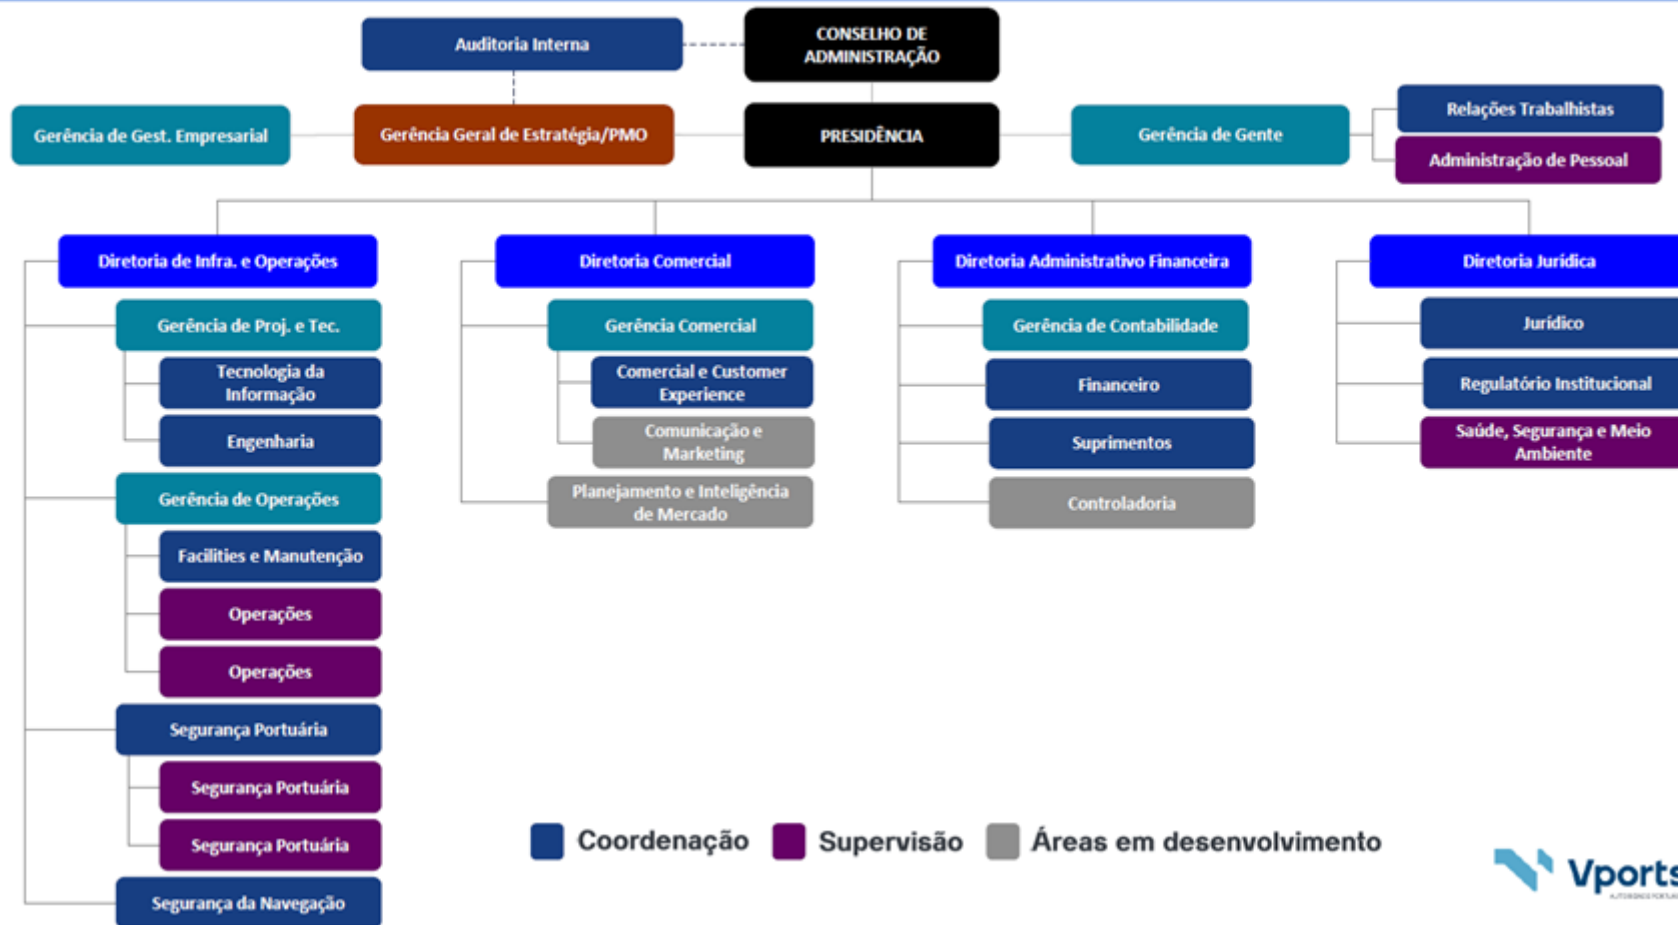 Auditoria Interna
CONSELHO DE
ADMINISTRAÇÃO
Gerência de Gest. Empresarial
Gerência Geral de Estratégia/PMO
PRESIDÊNCIA
Gerência de Gente
Relações Trabalhistas
Administração de Pessoal
Diretoria de Infra. e Operações
Gerência de Proj. e Tec.
Tecnologia da
Informação
Engenharia
Gerência de Operações
Facilities e Manutenção
Operações
Operações
Segurança Portuária
Segurança Portuária
Segurança Portuária
Segurança da Navegação
Diretoria Comercial
Gerência Comercial
Comercial e Customer
Experience
Comunicação e
Marketing
Planejamento e Inteligência
de Mercado
Diretoria Administrativo Financeira
Gerência de Contabilidade
Financeiro
Suprimentos
Controladoria
Diretoria Jurídica
Jurídico
Regulatório Institucional
Saúde, Segurança e Meio
Ambiente
Coordenação
Supervisão
Áreas em desenvolvimento
Vports